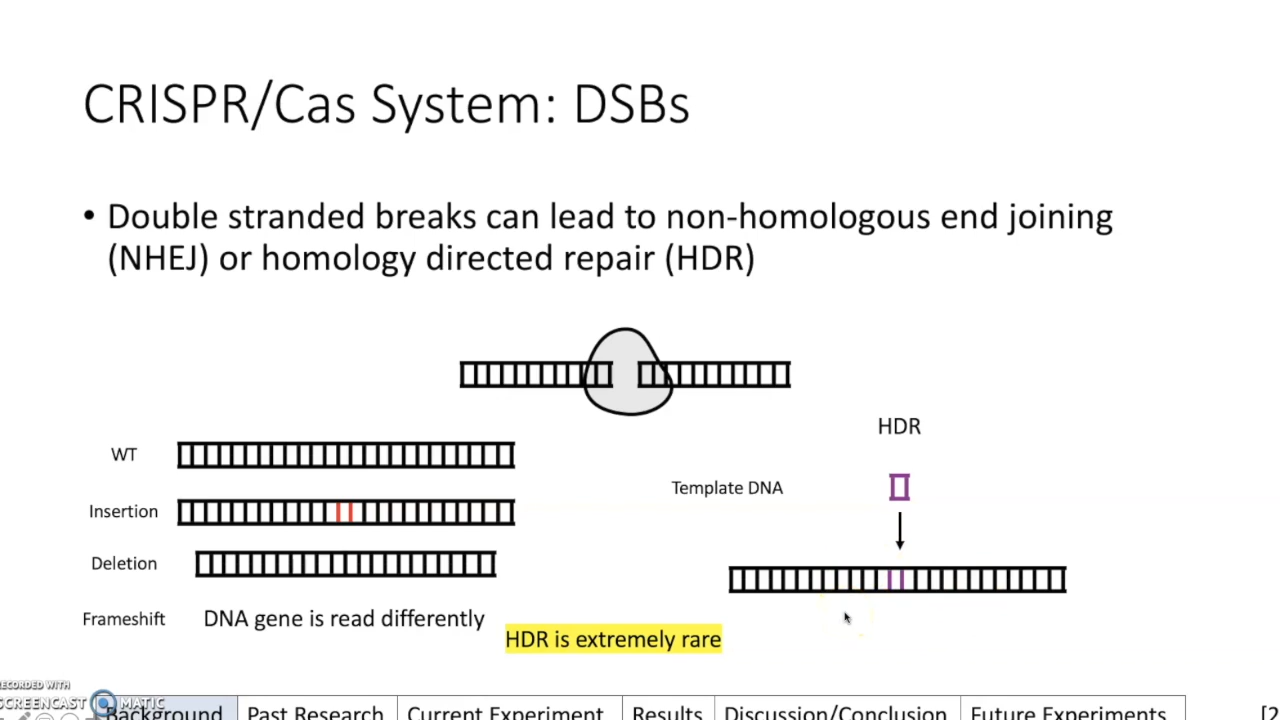 CRISPR/Cas System: DSBs
• Double stranded breaks can lead to non-homologous end joining
(NHEJ) or homology directed repair (HDR)
HDR
WT
Template DNA
Insertion
Deletion
Frameshift
DNA gene is read differently
HDR is extremely rare
RECORDED WITH
SCREENCAST MATIC
Background
Past Research
Current Experiment
Results
Discussion/Conclusion
Future Experiments
[2